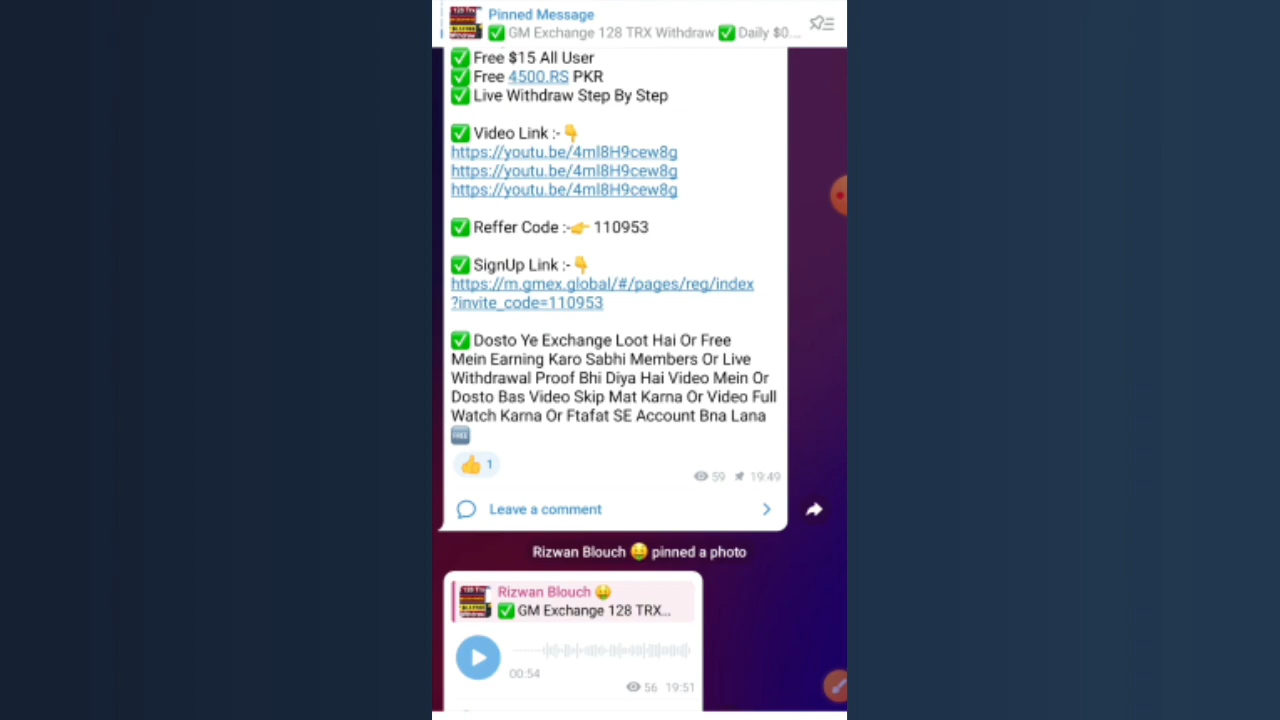 Pinned Message
✅ GM Exchange 128 TRX Withdraw ✅ Daily $0...
✅ Free $15 All User
✅ Free 4500.RS PKR
✅ Live Withdraw Step By Step
✅ Video Link :-👇
https://youtu.be/4ml8H9cew8g
https://youtu.be/4ml8H9cew8g
https://youtu.be/4ml8H9cew8g
✅ Reffer Code :-👉 110953
✅ SignUp Link :-👇
https://m.gmex.global/#/pages/reg/index
?invite_code=110953
✅ Dosto Ye Exchange Loot Hai Or Free
Mein Earning Karo Sabhi Members Or Live
Withdrawal Proof Bhi Diya Hai Video Mein Or
Dosto Bas Video Skip Mat Karna Or Video Full
Watch Karna Or Ftafat SE Account Bna Lana
🆓
👍 1
59 19:49
Leave a comment
Rizwan Blouch 🤑 pinned a photo
Rizwan Blouch 🤑
✅ GM Exchange 128 TRX...
00:54
56 19:51